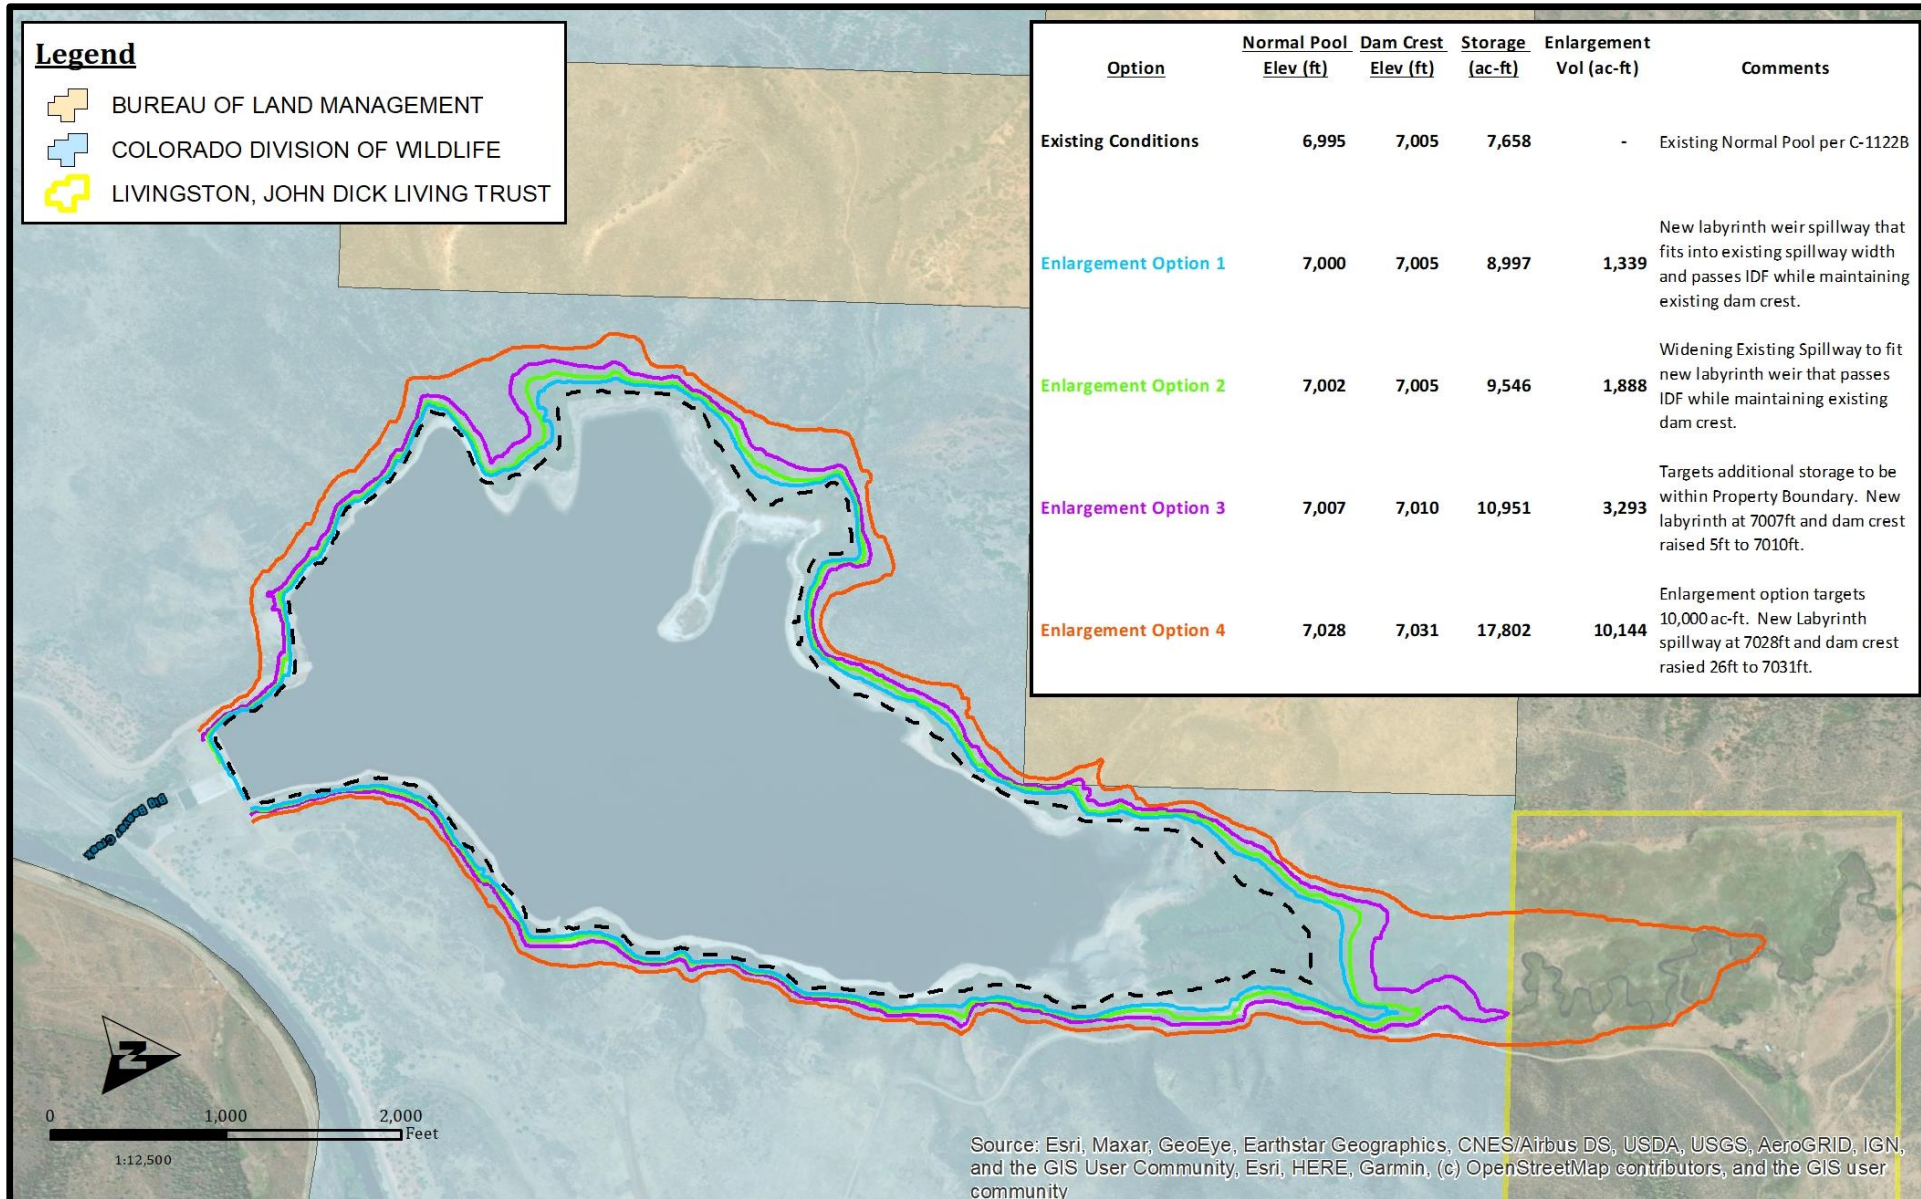 Legend
BUREAU OF LAND MANAGEMENT
COLORADO DIVISION OF WILDLIFE
LIVINGSTON, JOHN DICK LIVING TRUST
Option
Normal Pool
Elev (ft)
Dam Crest
Elev (ft)
Storage
(ac-ft)
Enlargement
Vol (ac-ft)
Comments
Existing Conditions 6,995 7,005 7,658 - Existing Normal Pool per C-1122B
Enlargement Option 1 7,000 7,005 8,997 1,339
New labyrinth weir spillway that
fits into existing spillway width
and passes IDF while maintaining
existing dam crest.
Enlargement Option 2 7,002 7,005 9,546 1,888
Widening Existing Spillway to fit
new labyrinth weir that passes
IDF while maintaining existing
dam crest.
Enlargement Option 3 7,007 7,010 10,951 3,293
Targets additional storage to be
within Property Boundary. New
labyrinth at 7007ft and dam crest
raised 5ft to 7010ft.
Enlargement Option 4 7,028 7,031 17,802 10,144
Enlargement option targets
10,000 ac-ft. New Labyrinth
spillway at 7028ft and dam crest
rasied 26ft to 7031ft.
Big Beaver Creek
N
0 1,000 2,000
Feet
1:12,500
Source: Esri, Maxar, GeoEye, Earthstar Geographics, CNES/Airbus DS, USDA, USGS, AeroGRID, IGN,
and the GIS User Community, Esri, HERE, Garmin, (c) OpenStreetMap contributors, and the GIS user
community